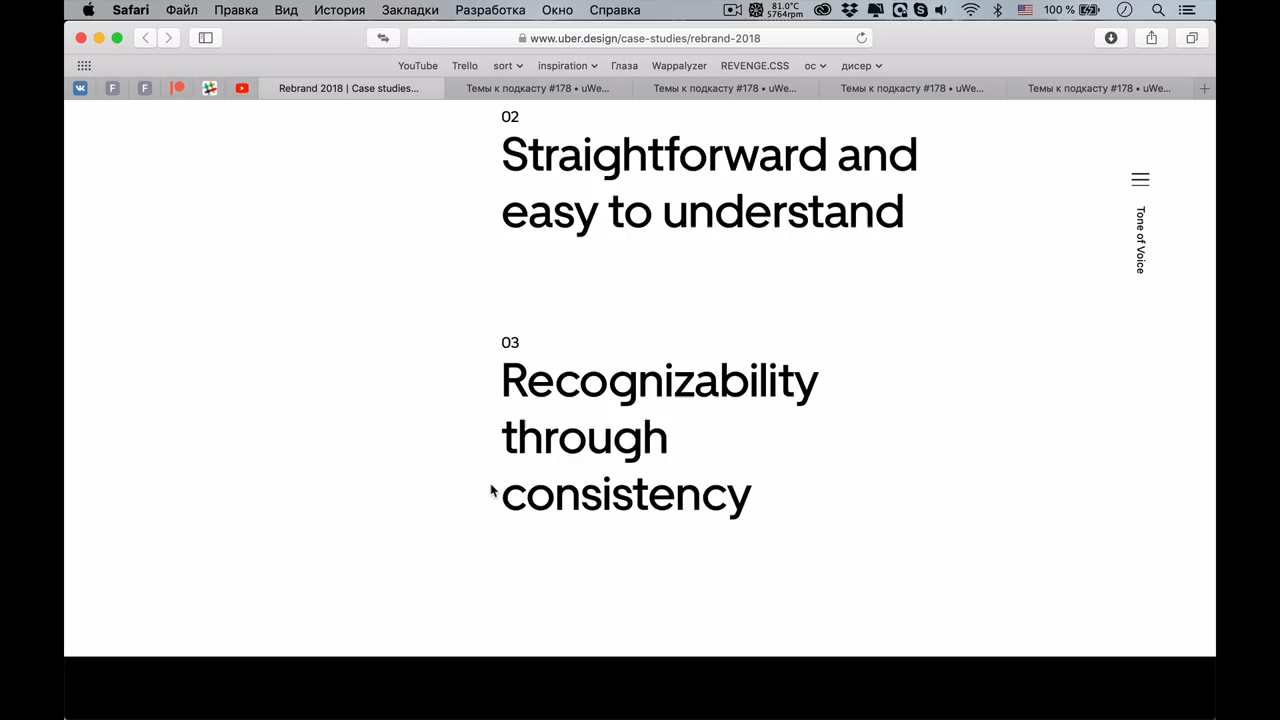 Safari Файл Правка Вид История Закладки Разработка Окно Справка 81.0°C 5764rpm 100 %
www.uber.design/case-studies/rebrand-2018
YouTube Trello sort inspiration Глаза Wappalyzer REVENGE.CSS ос дисер
F F Rebrand 2018 | Case studies... Темы к подкасту #178 • uWe... Темы к подкасту #178 • uWe... Темы к подкасту #178 • uWe... Темы к подкасту #178 • uWe...
02
Straightforward and
easy to understand
Tone of Voice
03
Recognizability
through
consistency